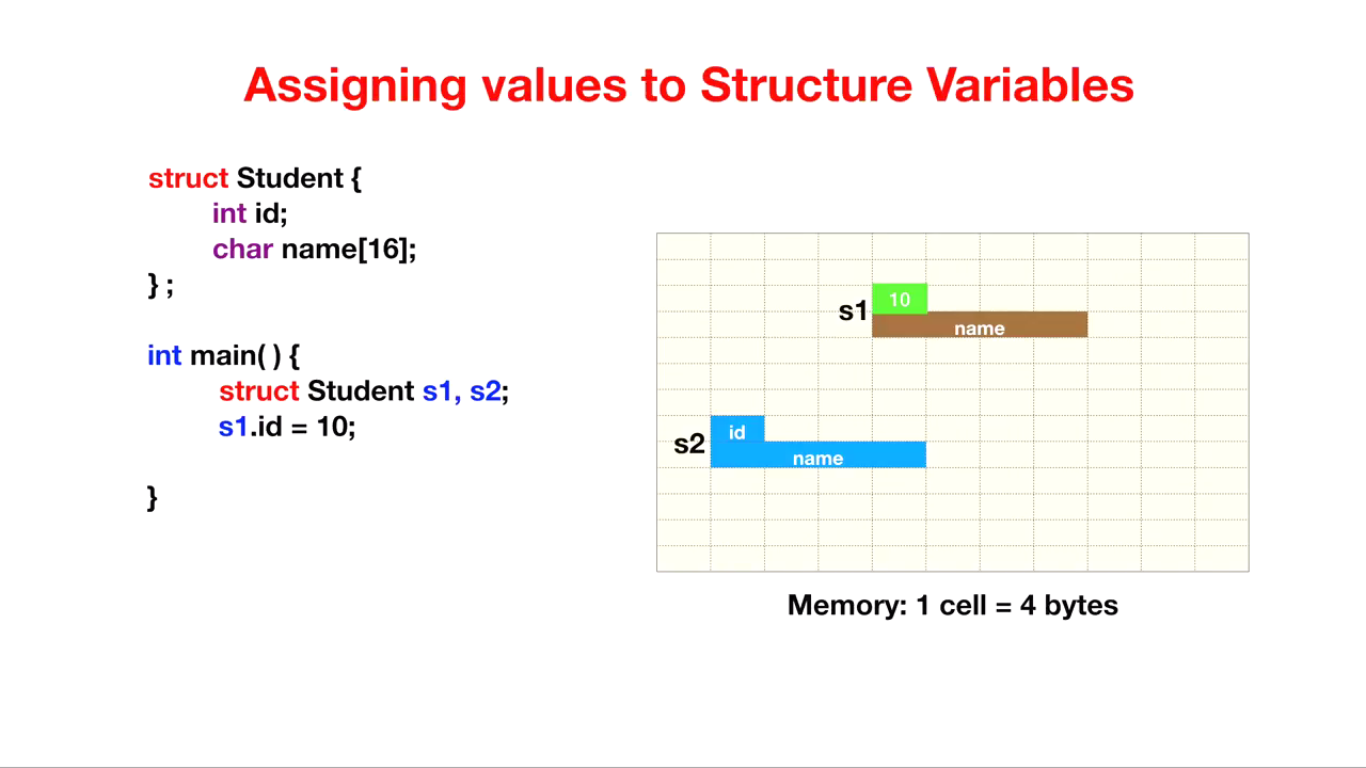 Assigning values to Structure Variables
struct Student {
int id;
char name[16];
} ;
int main( ) {
struct Student s1, s2;
s1.id = 10;
}
s1
10
name
s2
id
name
Memory: 1 cell = 4 bytes